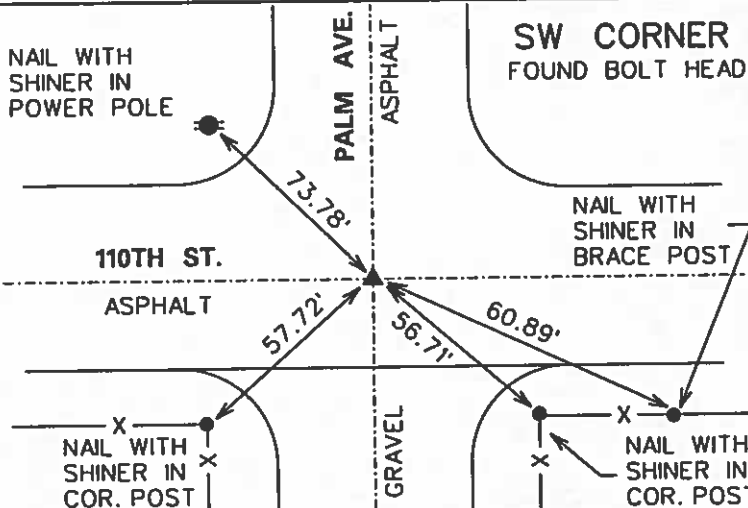 NAIL WITH
SHINER IN
POWER POLE
PALM AVE.
ASPHALT
SW CORNER
FOUND BOLT HEAD
73.78'
NAIL WITH
SHINER IN
BRACE POST
110TH ST.
ASPHALT
57.72'
56.71'
60.89'
X
X
NAIL WITH
SHINER IN
COR. POST
X
GRAVEL
X
NAIL WITH
SHINER IN
COR. POST